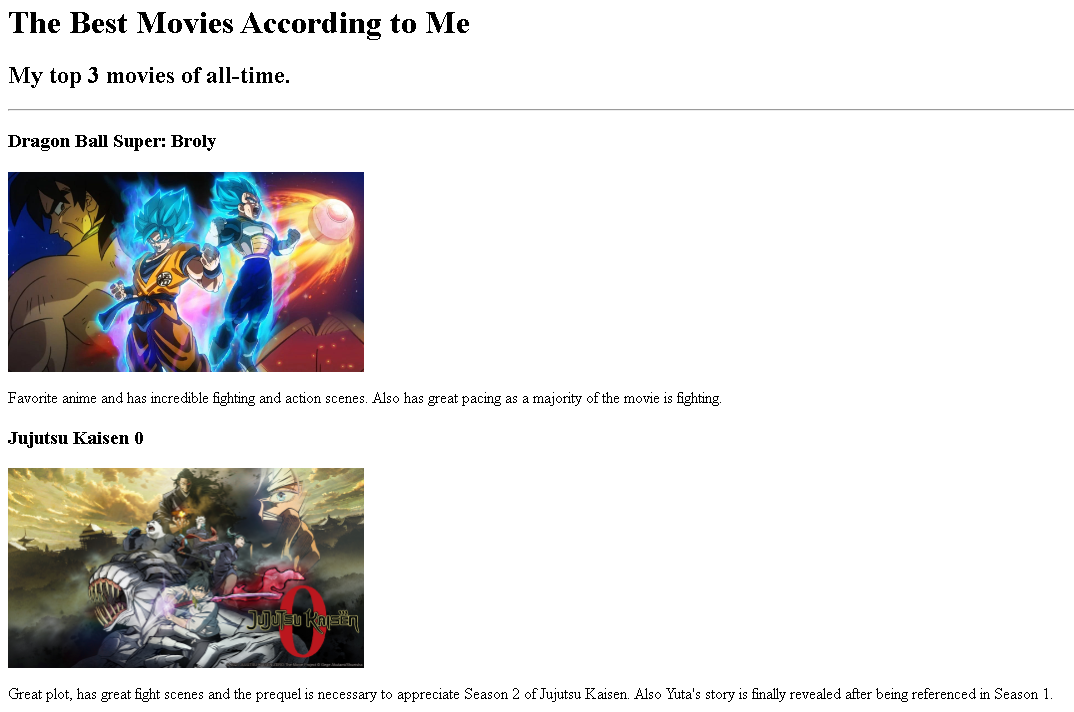 The Best Movies According to Me
My top 3 movies of all-time.
Dragon Ball Super: Broly
Favorite anime and has incredible fighting and action scenes. Also has great pacing as a majority of the movie is fighting.
Jujutsu Kaisen 0
JuJuTsu KAISEN
0
Great plot, has great fight scenes and the prequel is necessary to appreciate Season 2 of Jujutsu Kaisen. Also Yuta's story is finally revealed after being referenced in Season 1.